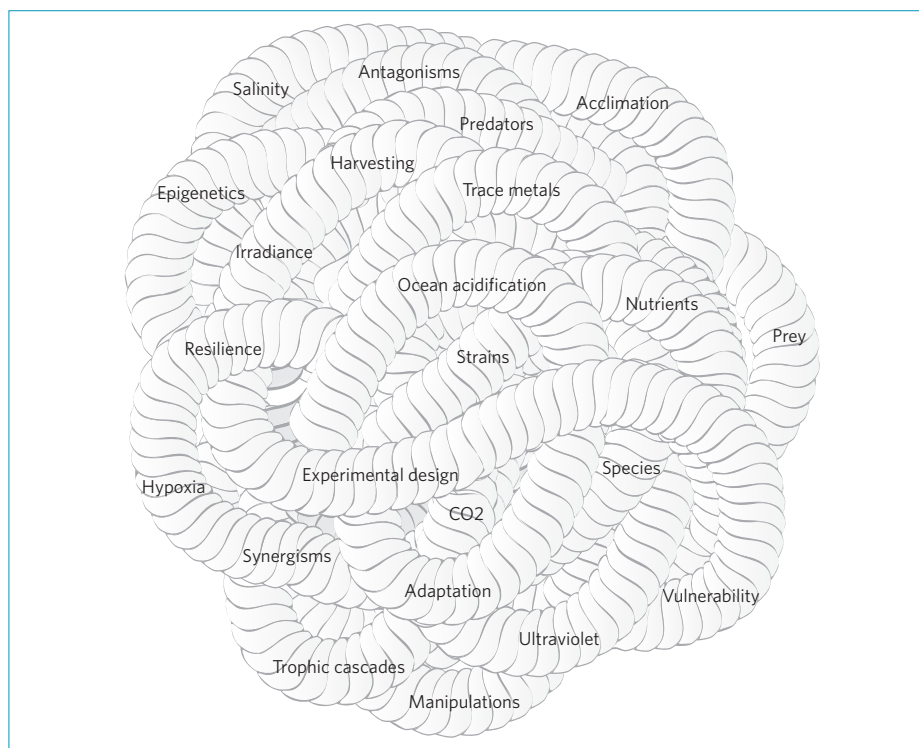 Antagonisms
Salinity
Acclimation
Predators
Harvesting
Trace metals
Epigenetics
Irradiance
Ocean acidification
Nutrients
Prey
Resilience
Strains
Species
Experimental design
Hypoxia
CO2
Synergisms
Adaptation
Vulnerability
Ultraviolet
Trophic cascades
Manipulations